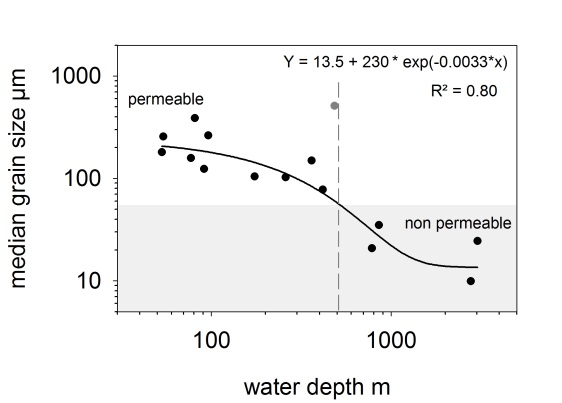 Y = 13.5 + 230* exp(-0.0033*x)
R² = 0.80
permeable
non permeable
median grain size µm
1000
100
10
100
1000
water depth m